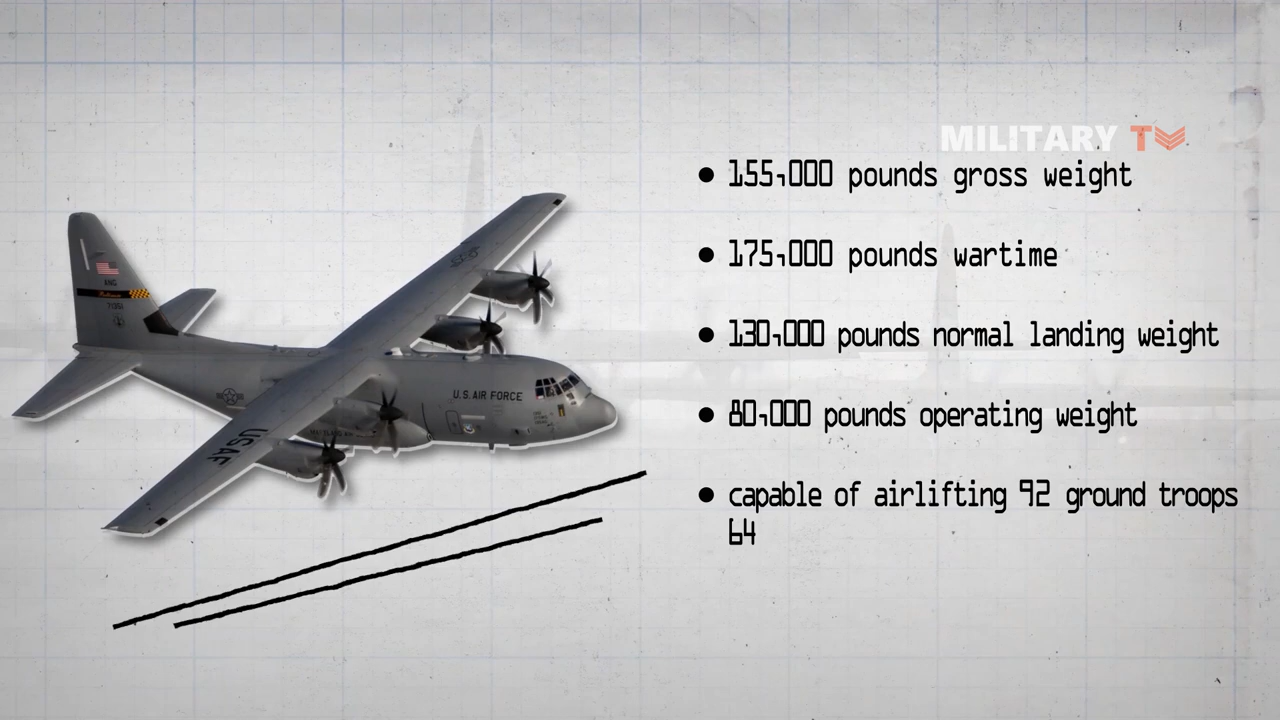 MILITARY TV
155,000 pounds gross weight
175,000 pounds wartime
130,000 pounds normal landing weight
80,000 pounds operating weight
capable of airlifting 92 ground troops
64
ANG
U.S. AIR FORCE
USAF